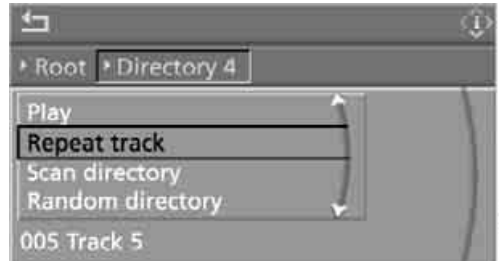 Root Directory 4
Play
Repeat track
Scan directory
Random directory
005 Track 5